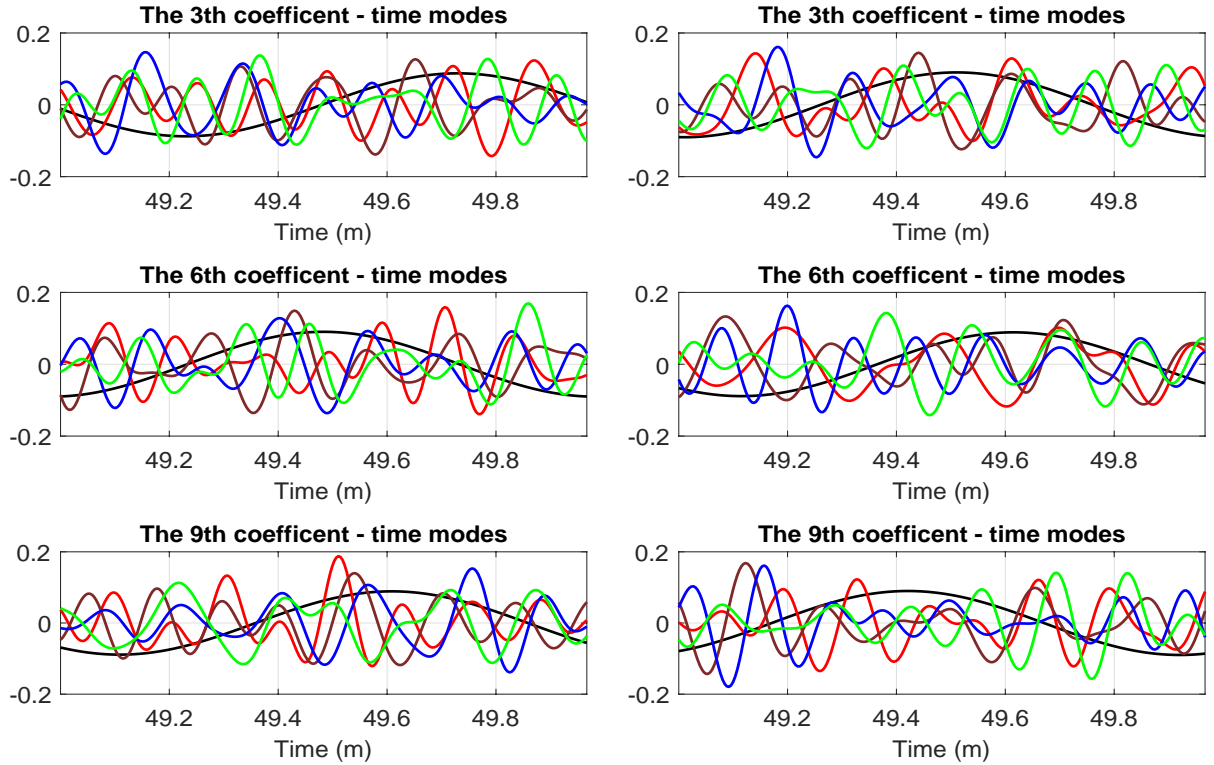 The 3th coefficent - time modes
0.2
0
-0.2
49.2 49.4 49.6 49.8
Time (m)
The 3th coefficent - time modes
0.2
0
-0.2
49.2 49.4 49.6 49.8
Time (m)
The 6th coefficent - time modes
0.2
0
-0.2
49.2 49.4 49.6 49.8
Time (m)
The 6th coefficent - time modes
0.2
0
-0.2
49.2 49.4 49.6 49.8
Time (m)
The 9th coefficent - time modes
0.2
0
-0.2
49.2 49.4 49.6 49.8
Time (m)
The 9th coefficent - time modes
0.2
0
-0.2
49.2 49.4 49.6 49.8
Time (m)